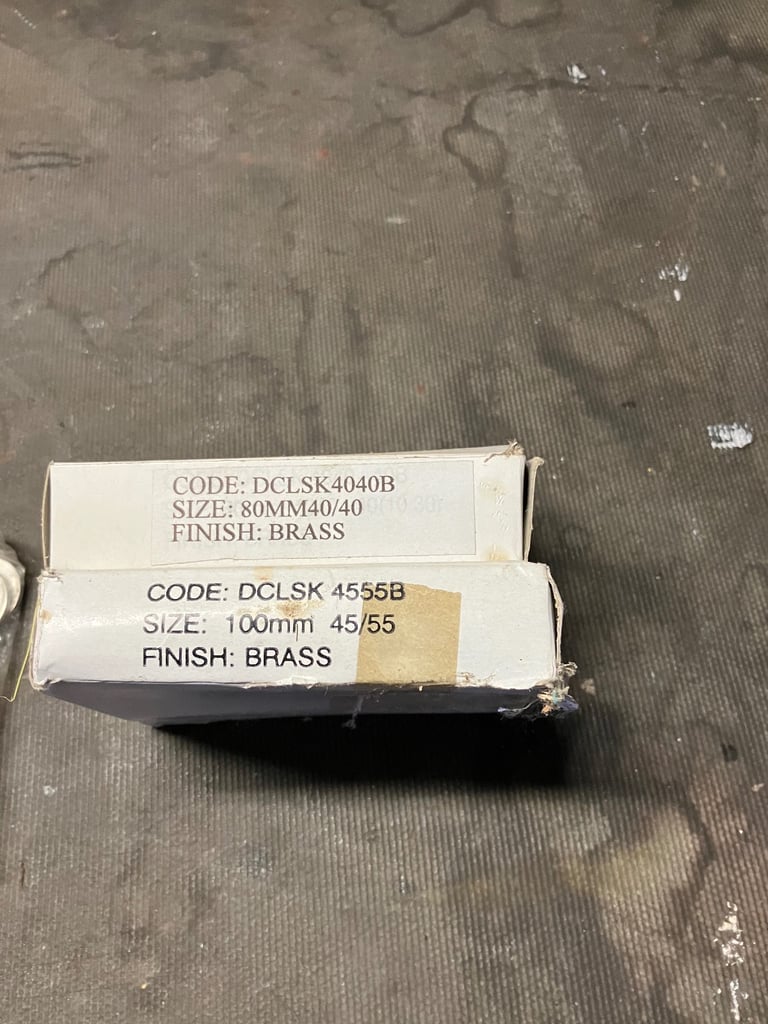 CODE: DCLSK4040B
SIZE: 80MM40/40
FINISH: BRASS
CODE: DCLSK 4555B
SIZE: 100mm 45/55
FINISH: BRASS